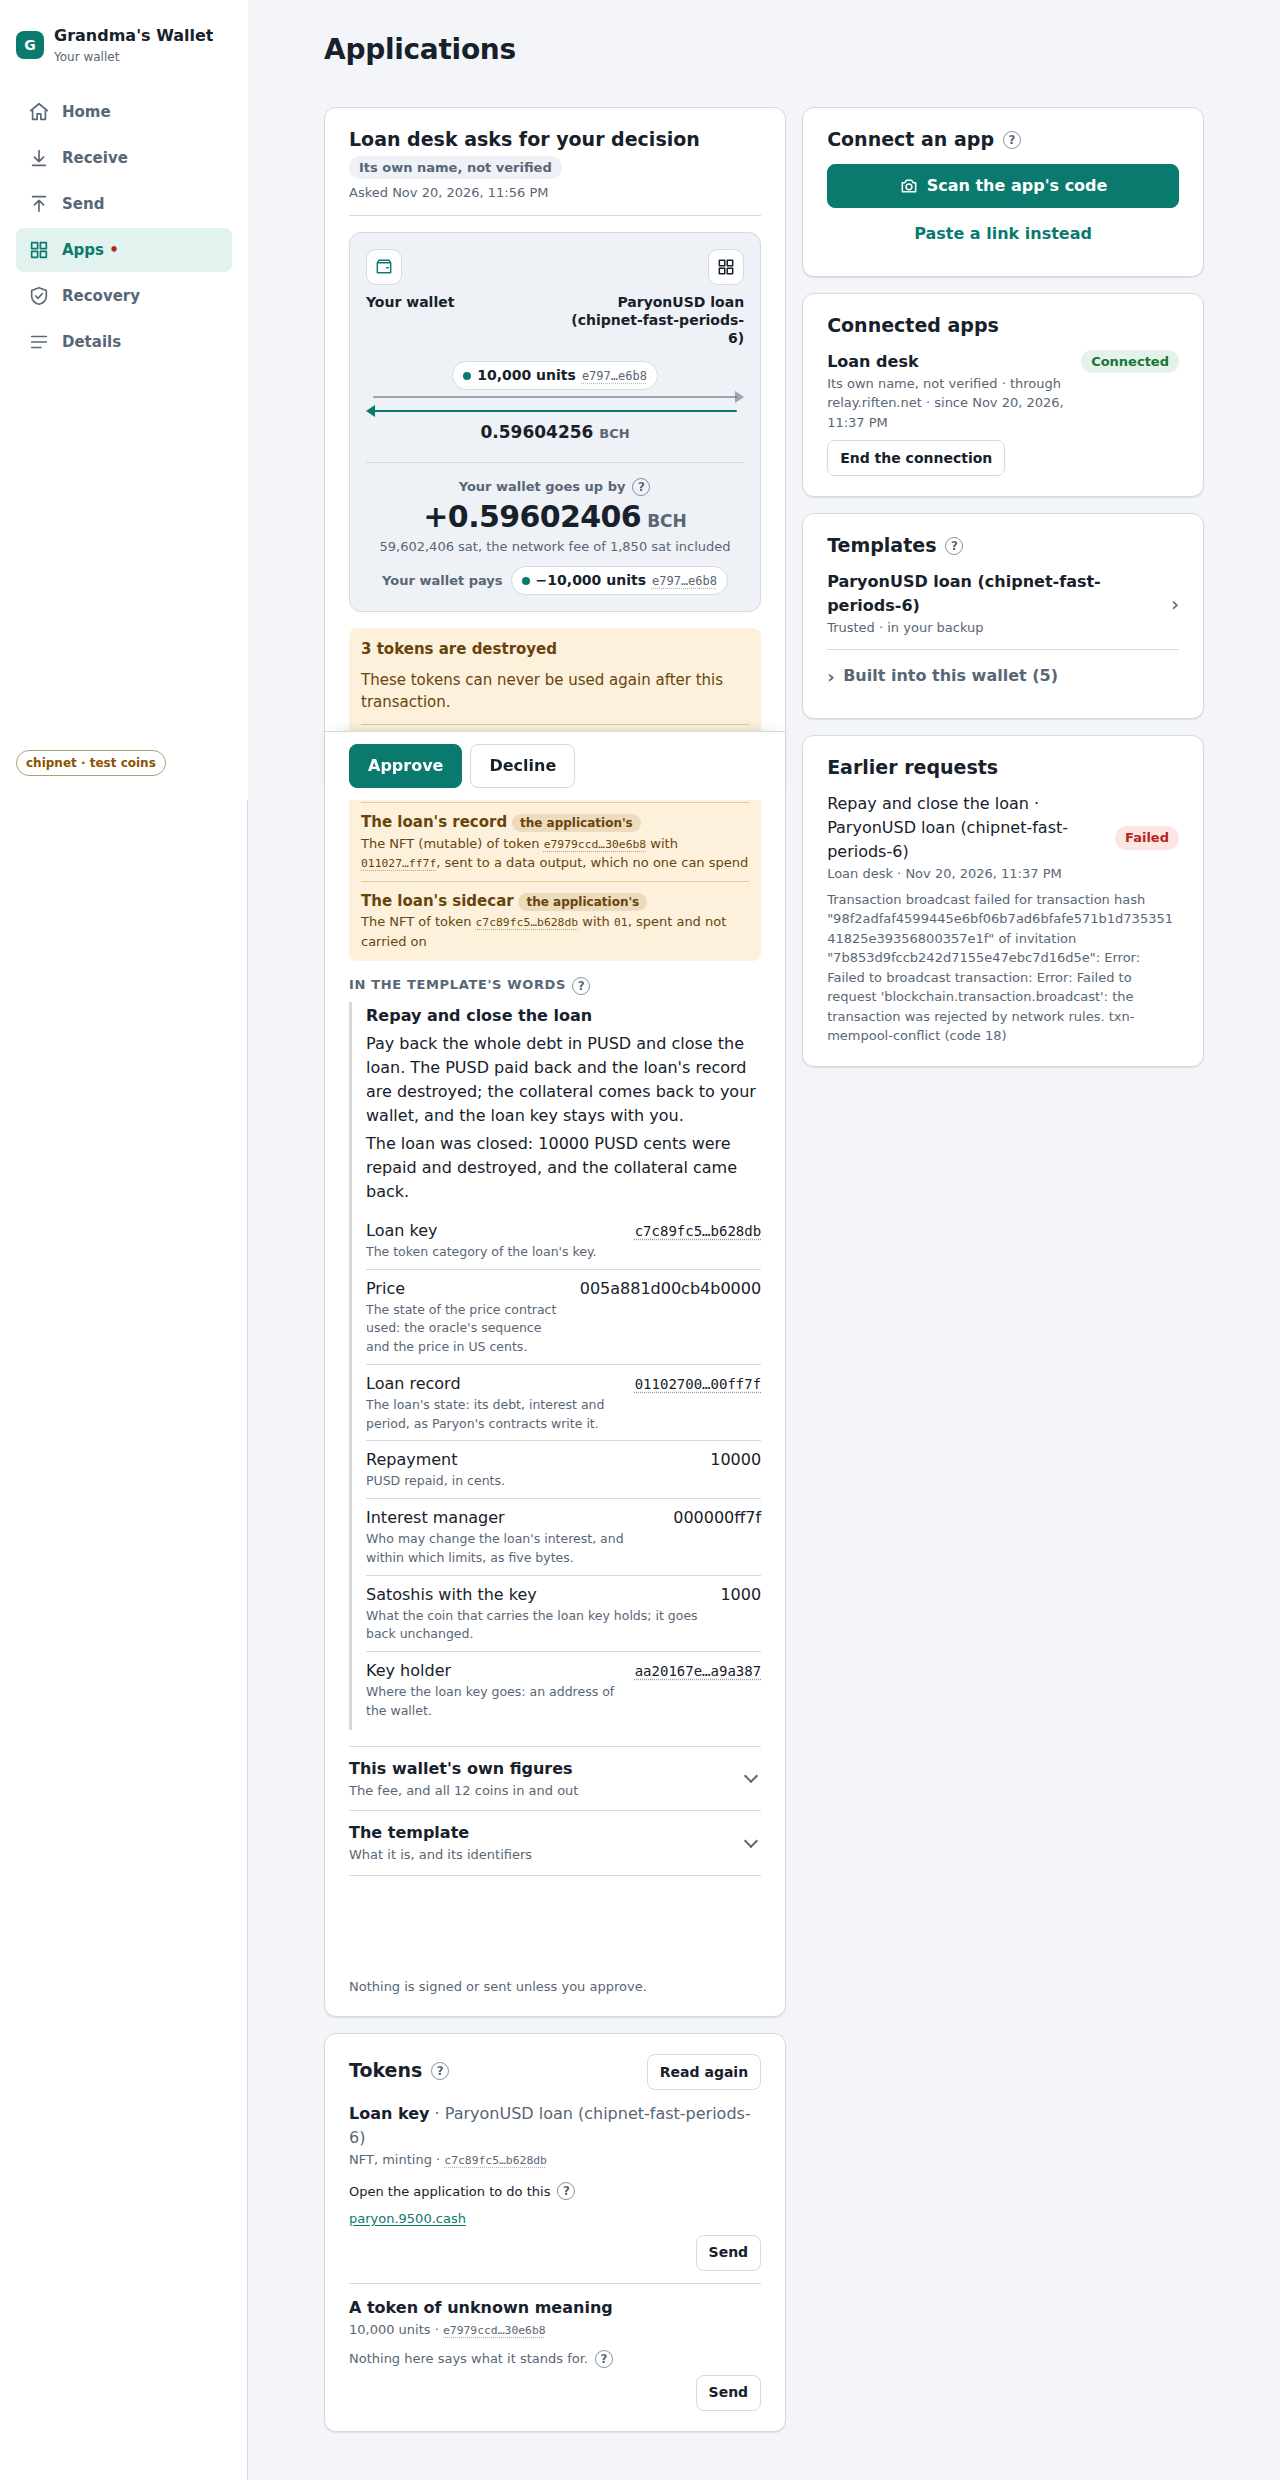 G
Grandma's Wallet
Your wallet
Home
Receive
Send
Apps •
Recovery
Details
chipnet · test coins
Applications
Loan desk asks for your decision
Its own name, not verified
Asked Nov 20, 2026, 11:56 PM
Your wallet
ParyonUSD loan
(chipnet-fast-periods-
6)
10,000 units e797…e6b8
0.59604256 BCH
Your wallet goes up by ?
+0.59602406 BCH
59,602,406 sat, the network fee of 1,850 sat included
Your wallet pays −10,000 units e797…e6b8
3 tokens are destroyed
These tokens can never be used again after this
transaction.
Approve
Decline
The loan's record the application's
The NFT (mutable) of token e7979ccd…30e6b8 with
011027…ff7f, sent to a data output, which no one can spend
The loan's sidecar the application's
The NFT of token c7c89fc5…b628db with 01, spent and not
carried on
IN THE TEMPLATE'S WORDS ?
Repay and close the loan
Pay back the whole debt in PUSD and close the
loan. The PUSD paid back and the loan's record
are destroyed; the collateral comes back to your
wallet, and the loan key stays with you.
The loan was closed: 10000 PUSD cents were
repaid and destroyed, and the collateral came
back.
Loan key c7c89fc5…b628db
The token category of the loan's key.
Price 005a881d00cb4b0000
The state of the price contract
used: the oracle's sequence
and the price in US cents.
Loan record 01102700…00ff7f
The loan's state: its debt, interest and
period, as Paryon's contracts write it.
Repayment 10000
PUSD repaid, in cents.
Interest manager 000000ff7f
Who may change the loan's interest, and
within which limits, as five bytes.
Satoshis with the key 1000
What the coin that carries the loan key holds; it goes
back unchanged.
Key holder aa20167e…a9a387
Where the loan key goes: an address of
the wallet.
This wallet's own figures
The fee, and all 12 coins in and out
The template
What it is, and its identifiers
Nothing is signed or sent unless you approve.
Tokens ?
Read again
Loan key · ParyonUSD loan (chipnet-fast-periods-
6)
NFT, minting · c7c89fc5…b628db
Open the application to do this ?
paryon.9500.cash
Send
A token of unknown meaning
10,000 units · e7979ccd…30e6b8
Nothing here says what it stands for. ?
Send
Connect an app ?
Scan the app's code
Paste a link instead
Connected apps
Loan desk
Connected
Its own name, not verified · through
relay.riften.net · since Nov 20, 2026,
11:37 PM
End the connection
Templates ?
ParyonUSD loan (chipnet-fast-
periods-6)
Trusted · in your backup
› Built into this wallet (5)
Earlier requests
Repay and close the loan ·
ParyonUSD loan (chipnet-fast-
periods-6)
Failed
Loan desk · Nov 20, 2026, 11:37 PM
Transaction broadcast failed for transaction hash
"98f2adfaf4599445e6bf06b7ad6bfafe571b1d735351
41825e39356800357e1f" of invitation
"7b853d9fccb242d7155e47ebc7d16d5e": Error:
Failed to broadcast transaction: Error: Failed to
request 'blockchain.transaction.broadcast': the
transaction was rejected by network rules. txn-
mempool-conflict (code 18)